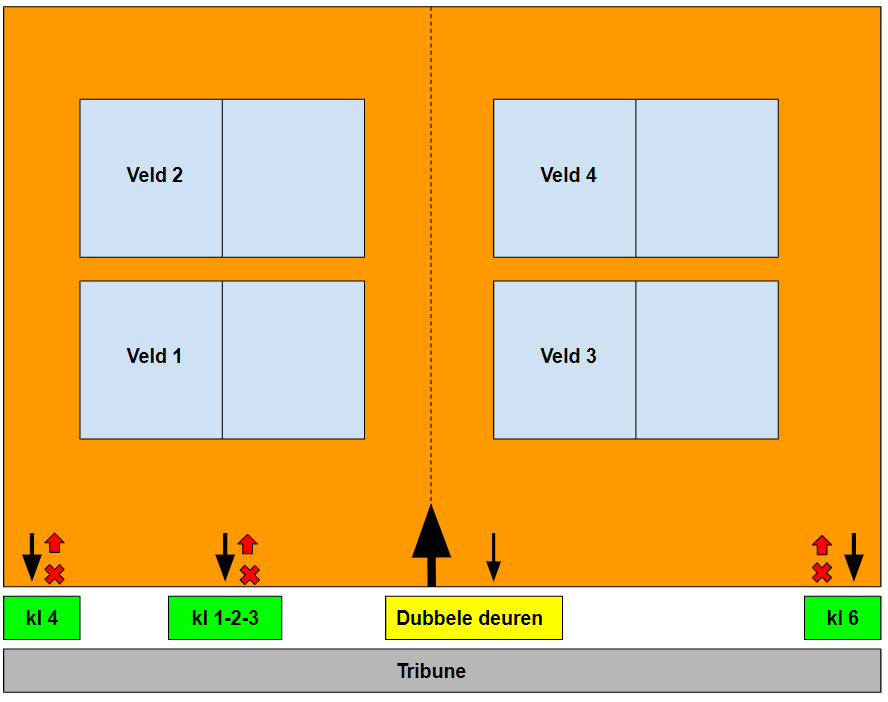 Veld 2
Veld 4
Veld 1
Veld 3
kl 4
kl 1-2-3
Dubbele deuren
kl 6
Tribune